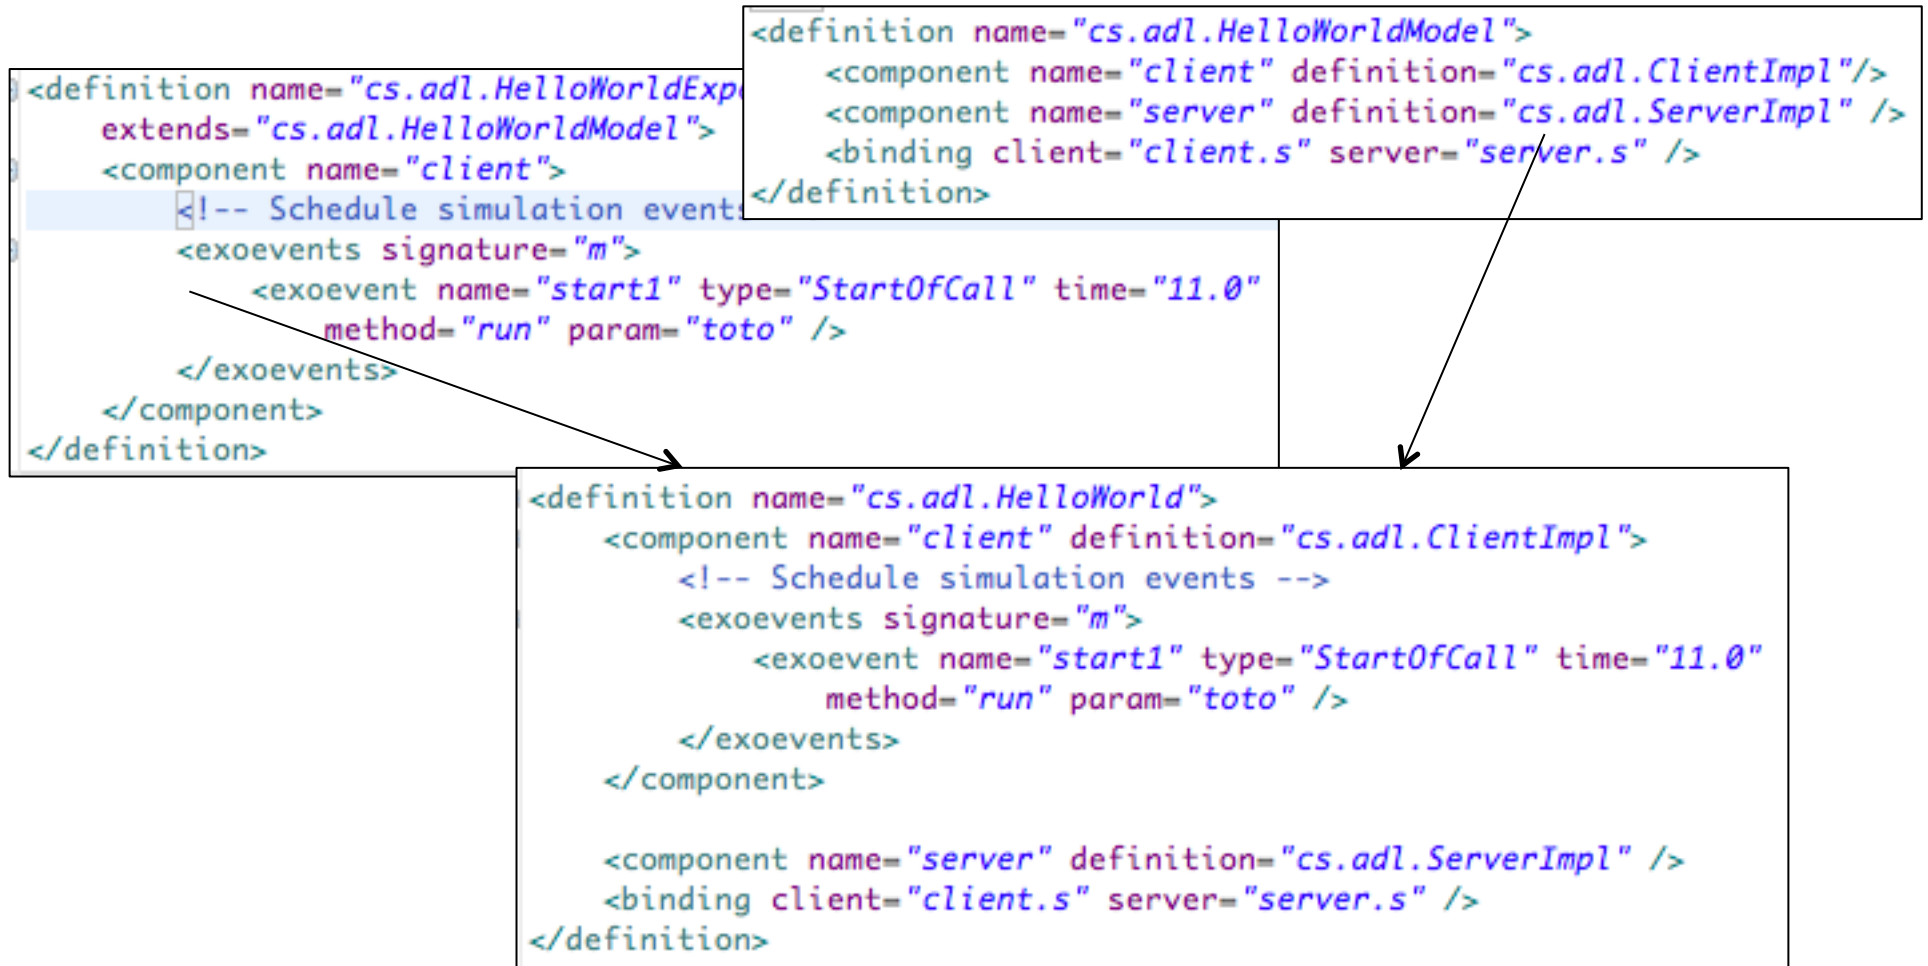 <definition name="cs.adl.HelloWorldExp
extends="cs.adl.HelloWorldModel">
<component name="client">
<!-- Schedule simulation events
<exoevents signature="m">
<exoevent name="start1" type="StartOfCall" time="11.0"
method="run" param="toto" />
</exoevents>
</component>
</definition>
<definition name="cs.adl.HelloWorldModel">
<component name="client" definition="cs.adl.ClientImpl"/>
<component name="server" definition="cs.adl.ServerImpl" />
<binding client="client.s" server="server.s" />
</definition>
<definition name="cs.adl.HelloWorld">
<component name="client" definition="cs.adl.ClientImpl">
<!-- Schedule simulation events -->
<exoevents signature="m">
<exoevent name="start1" type="StartOfCall" time="11.0"
method="run" param="toto" />
</exoevents>
</component>
<component name="server" definition="cs.adl.ServerImpl" />
<binding client="client.s" server="server.s" />
</definition>